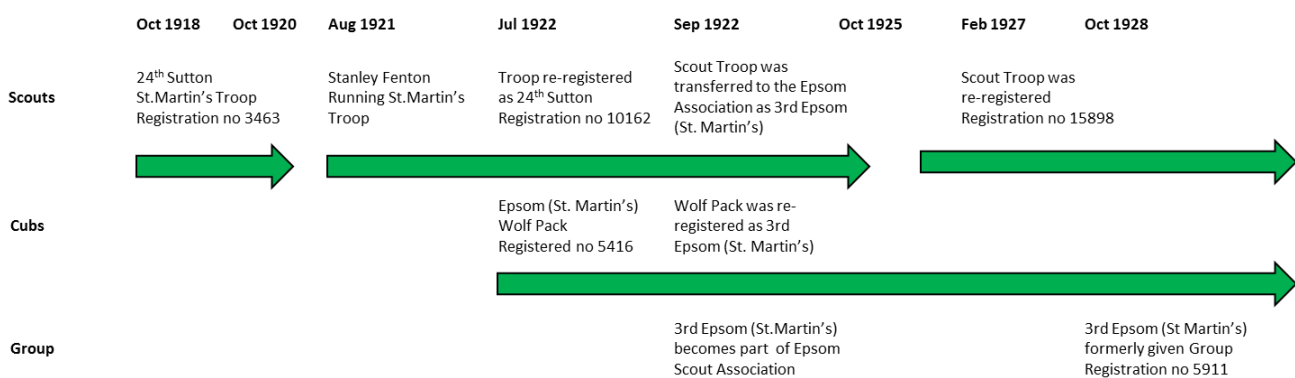 Oct 1918 Oct 1920 Aug 1921 Jul 1922 Sep 1922 Oct 1925 Feb 1927 Oct 1928
Scouts
24th Sutton
St.Martin's Troop
Registration no 3463
Stanley Fenton
Running St.Martin's
Troop
Troop re-registered
as 24th Sutton
Registration no 10162
Scout Troop was
transferred to the Epsom
Association as 3rd Epsom
(St. Martin's)
Scout Troop was
re-registered
Registration no 15898
Cubs
Epsom (St. Martin's)
Wolf Pack
Registered no 5416
Wolf Pack was re-
registered as 3rd
Epsom (St. Martin's)
Group
3rd Epsom (St.Martin's)
becomes part of Epsom
Scout Association
3rd Epsom (St Martin's)
formerly given Group
Registration no 5911